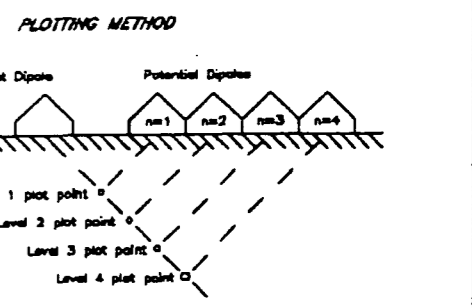 PLOTTING METHOD
t Dipole
Potential Dipoles
n=1 n=2 n=3 n=4
1 plot point
Level 2 plot point
Level 3 plot point
Level 4 plot point